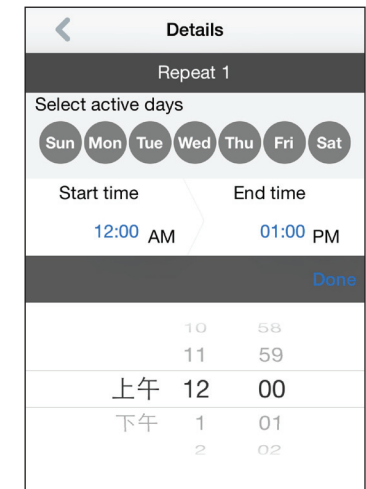 Details
Repeat 1
Select active days
Sun Mon Tue Wed Thu Fri Sat
Start time End time
12:00 AM 01:00 PM
Done
10 58
11 59
上午 12 00
下午 1 01
2 02